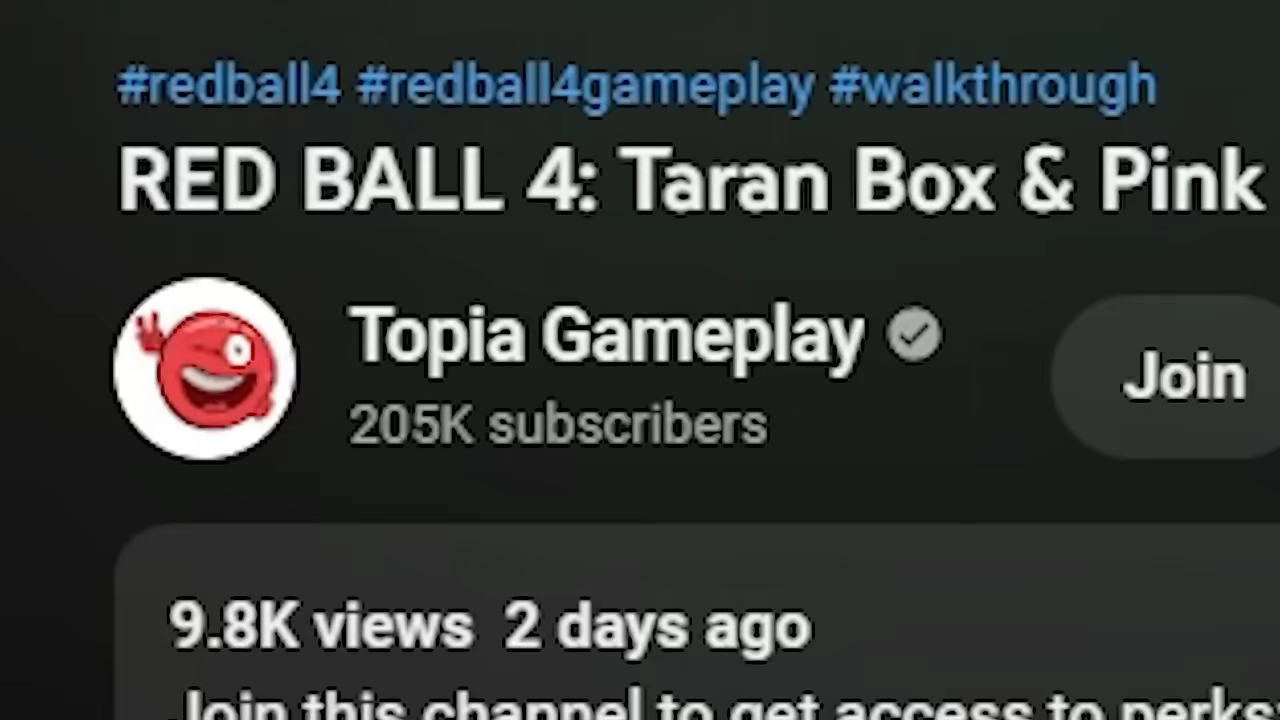 #redball4 #redball4gameplay #walkthrough
RED BALL 4: Taran Box & Pink
Topia Gameplay
205K subscribers
Join
9.8K views 2 days ago
Join this channel to get access to perks